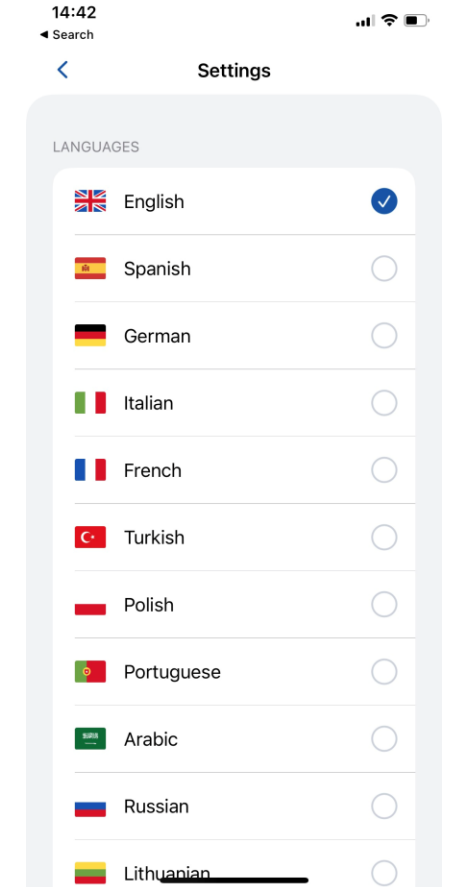 14:42
◀ Search
Settings
LANGUAGES
English
Spanish
German
Italian
French
Turkish
Polish
Portuguese
Arabic
Russian
Lithuanian